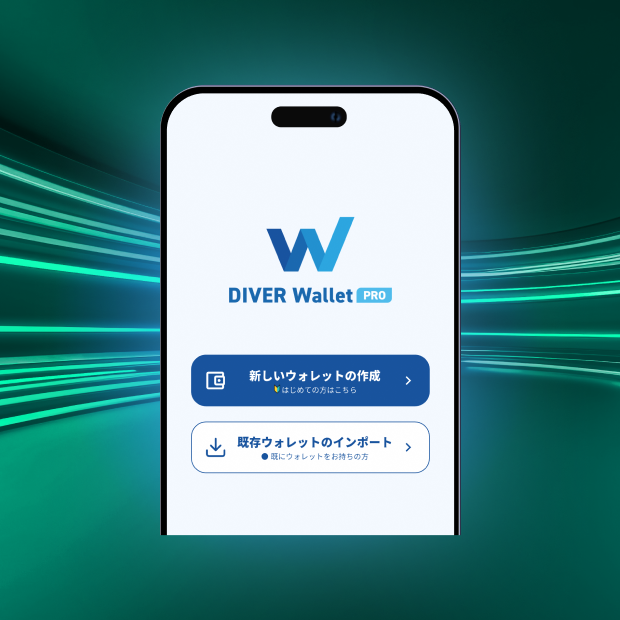 DIVER Wallet PRO
新しいウォレットの作成
🔰はじめての方はこちら
既存ウォレットのインポート
●既にウォレットをお持ちの方